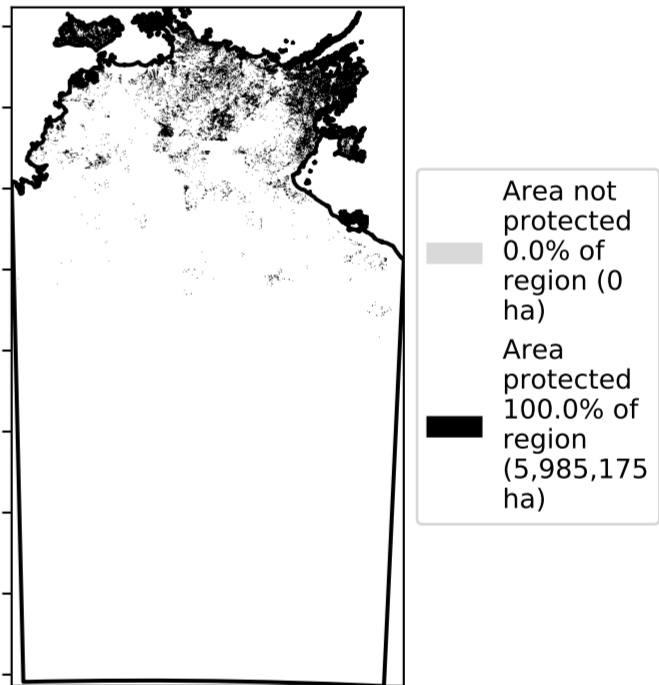 Area not
protected
0.0% of
region (0
ha)
Area
protected
100.0% of
region
(5,985,175
ha)